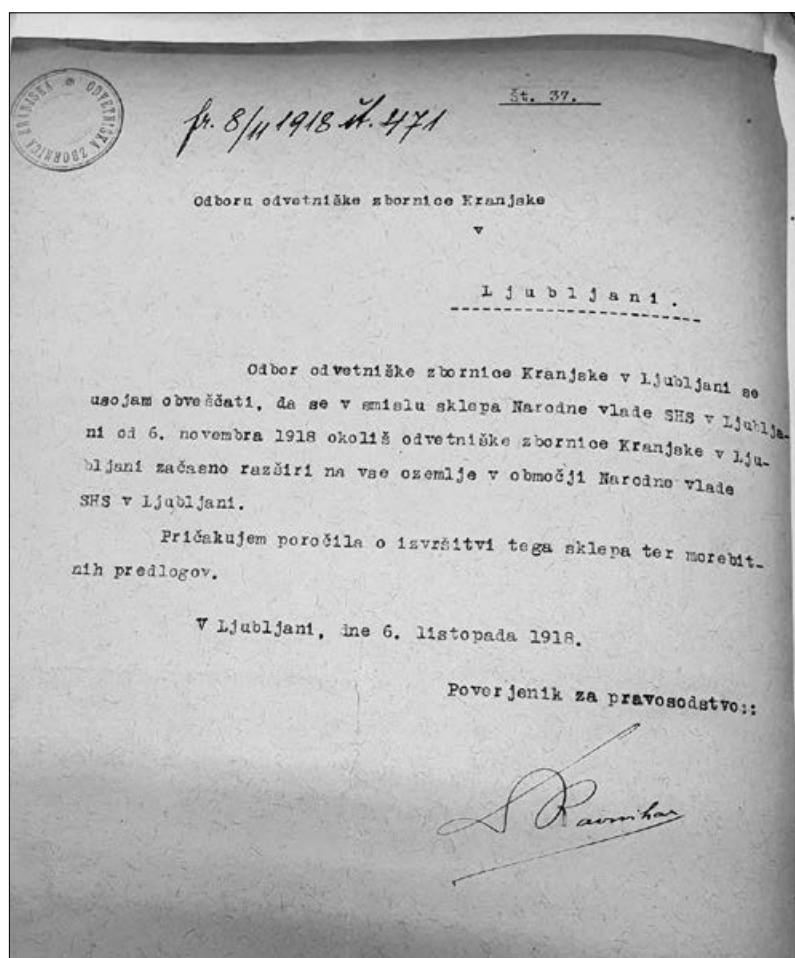 ODVETNIŠKA ZBORNICA KRANJSKA
št. 37.
pr. 8/11 1918 št. 471
Odboru odvetniške zbornice Kranjske
v
Ljubljani.
Odbor odvetniške zbornice Kranjske v Ljubljani se
usojam obveščati, da se v smislu sklepa Narodne vlade SHS v Ljublja-
ni od 6. novembra 1918 okoliš odvetniške zbornice Kranjske v Lju-
bljani začasno razširi na vse ozemlje v območji Narodne vlade
SHS v Ljubljani.
Pričakujem poročila o izvršitvi tega sklepa ter morebit-
nih predlogov.
V Ljubljani, dne 6. listopada 1918.
Poverjenik za pravosodstvo::
Ravnihar